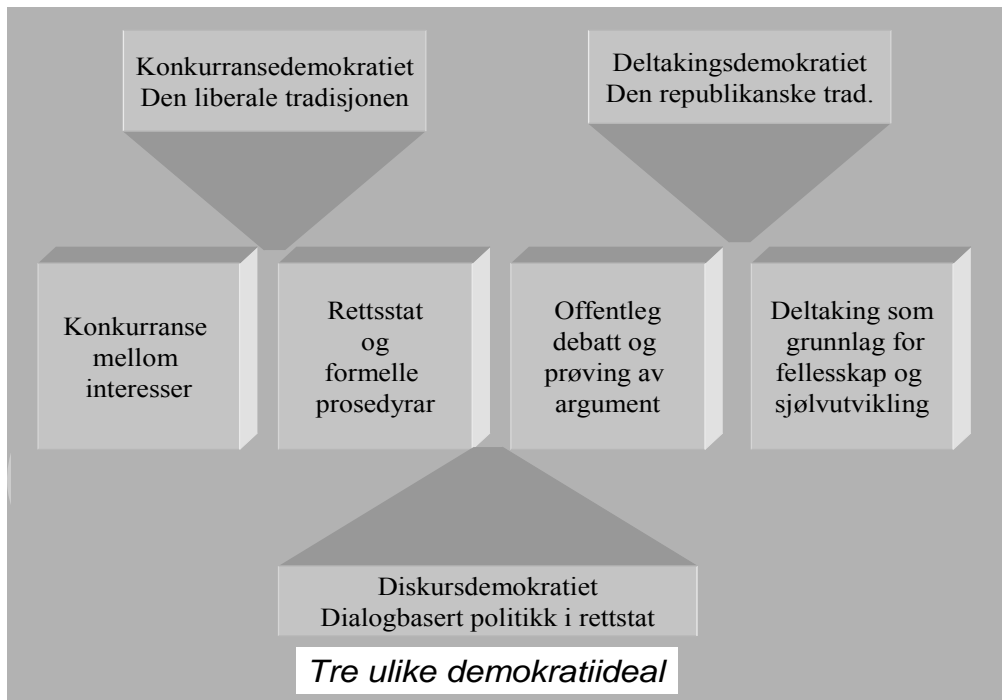 Konkurransedemokratiet
Den liberale tradisjonen
Deltakingsdemokratiet
Den republikanske trad.
Konkurranse
mellom
interesser
Rettsstat
og
formelle
prosedyrar
Offentleg
debatt og
prøving av
argument
Deltaking som
grunnlag for
fellesskap og
sjølvutvikling
Diskursdemokratiet
Dialogbasert politikk i rettstat
Tre ulike demokratiideal